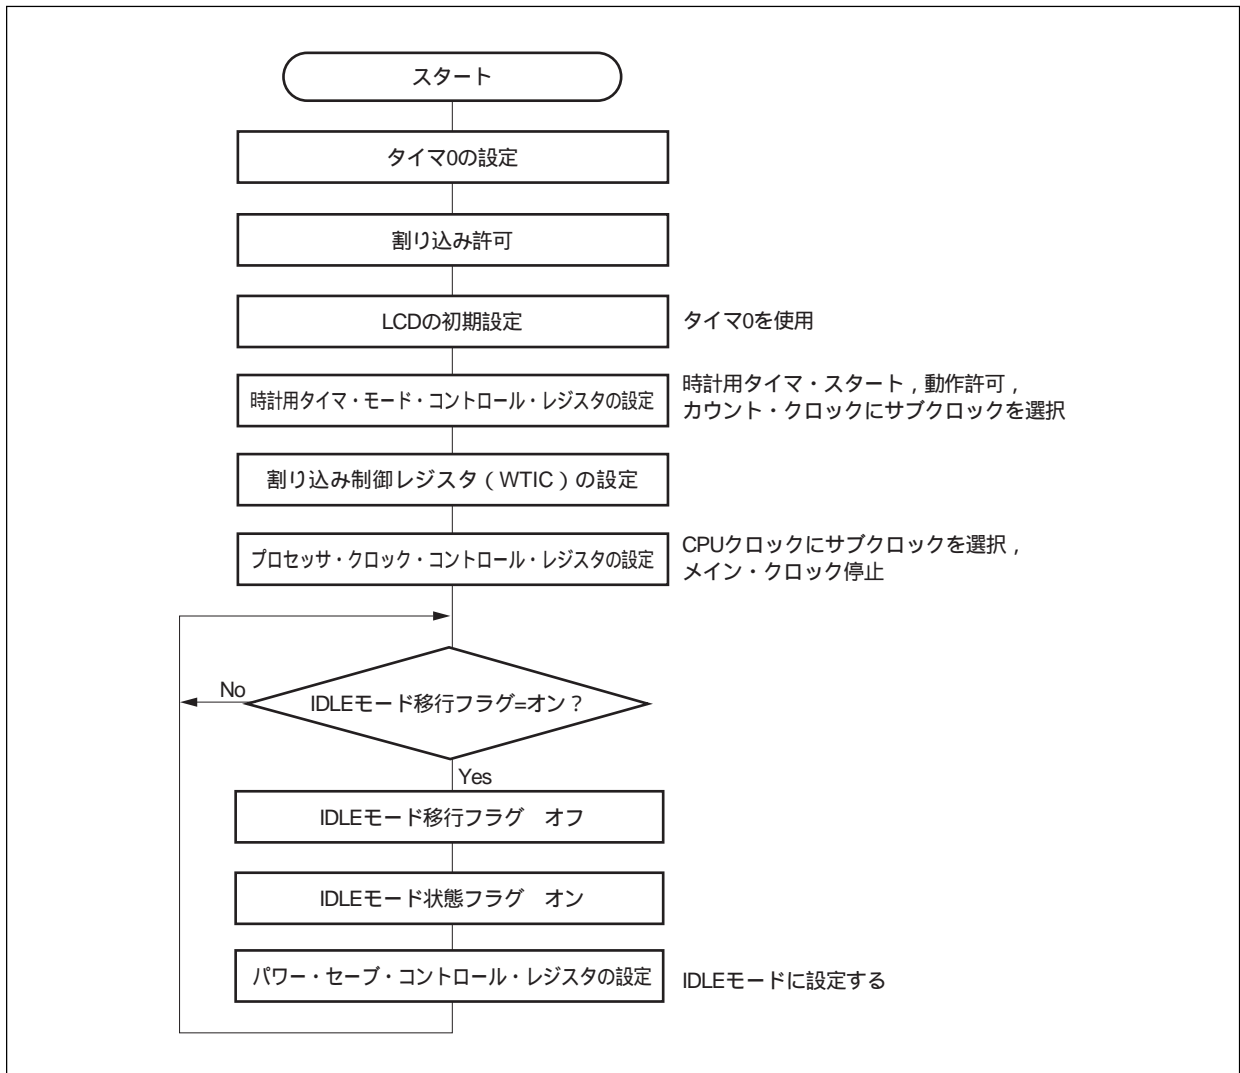 スタート
タイマ0の設定
割り込み許可
LCDの初期設定
タイマ0を使用
時計用タイマ・モード・コントロール・レジスタの設定
時計用タイマ・スタート，動作許可，
カウント・クロックにサブクロックを選択
割り込み制御レジスタ（WTIC）の設定
プロセッサ・クロック・コントロール・レジスタの設定
CPUクロックにサブクロックを選択，
メイン・クロック停止
No
IDLEモード移行フラグ=オン？
Yes
IDLEモード移行フラグ　オフ
IDLEモード状態フラグ　オン
パワー・セーブ・コントロール・レジスタの設定
IDLEモードに設定する